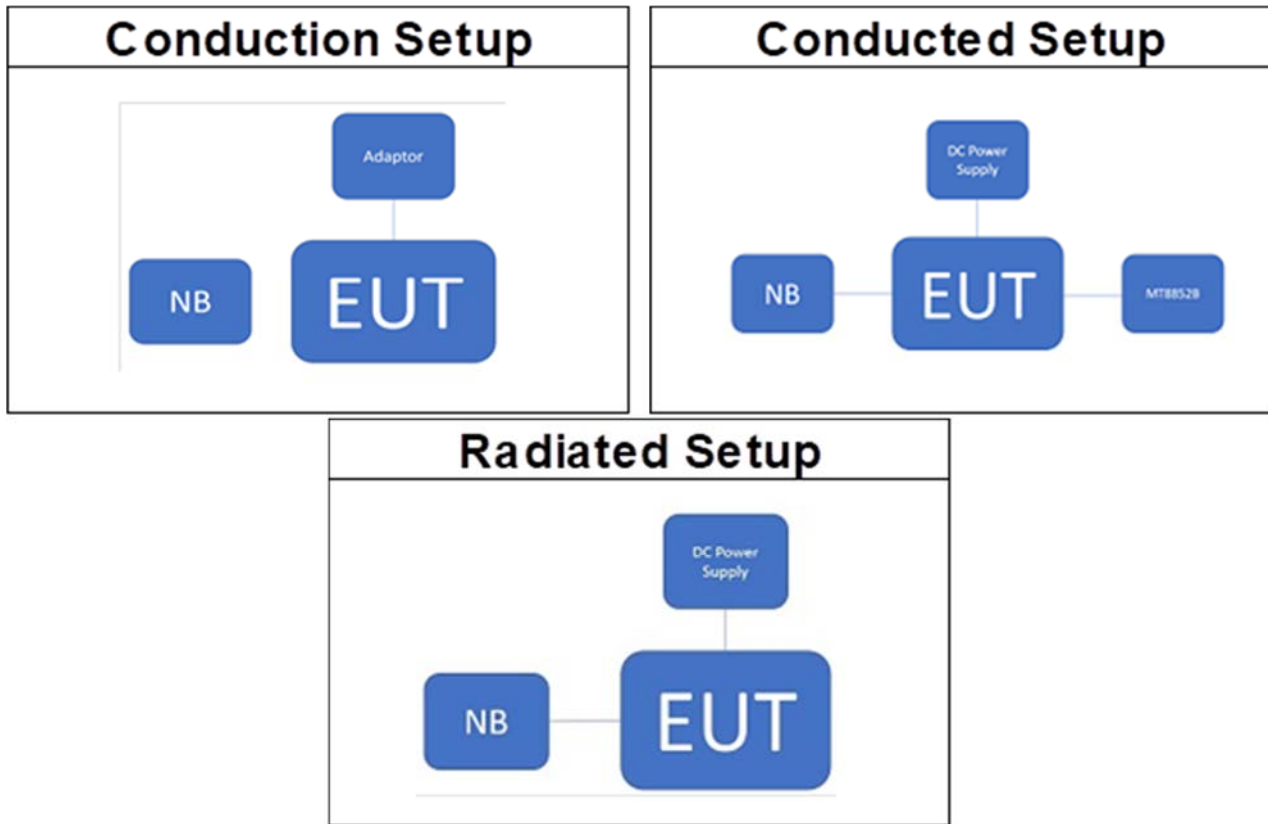 Conduction Setup
Adaptor
NB
EUT
Conducted Setup
DC Power
Supply
NB
EUT
MT8852B
Radiated Setup
DC Power
Supply
NB
EUT